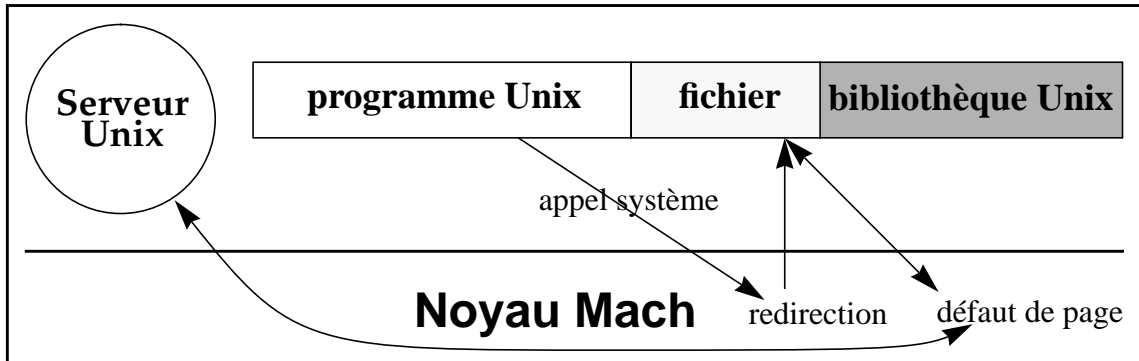 Serveur
Unix
programme Unix
fichier
bibliothèque Unix
appel système
Noyau Mach
redirection
défaut de page